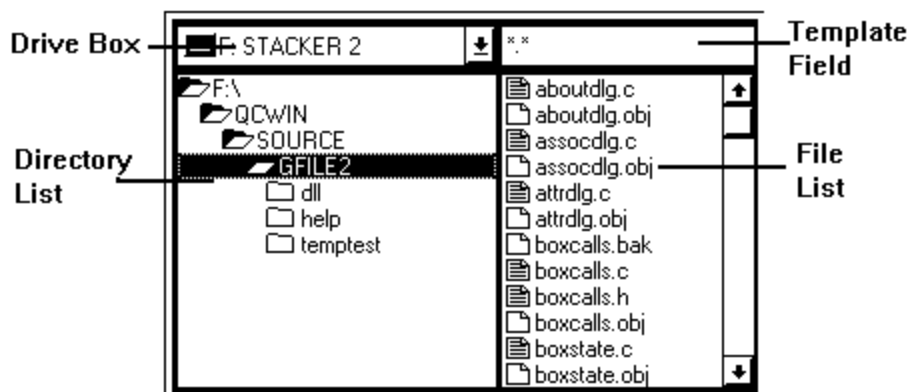 Drive Box
F: STACKER 2
*.*
Template
Field
F:\
QCWIN
SOURCE
GFILE2
dll
help
temptest
Directory
List
aboutdlg.c
aboutdlg.obj
assocdlg.c
assocdlg.obj
attrdlg.c
attrdlg.obj
boxcalls.bak
boxcalls.c
boxcalls.h
boxcalls.obj
boxstate.c
boxstate.obj
File
List